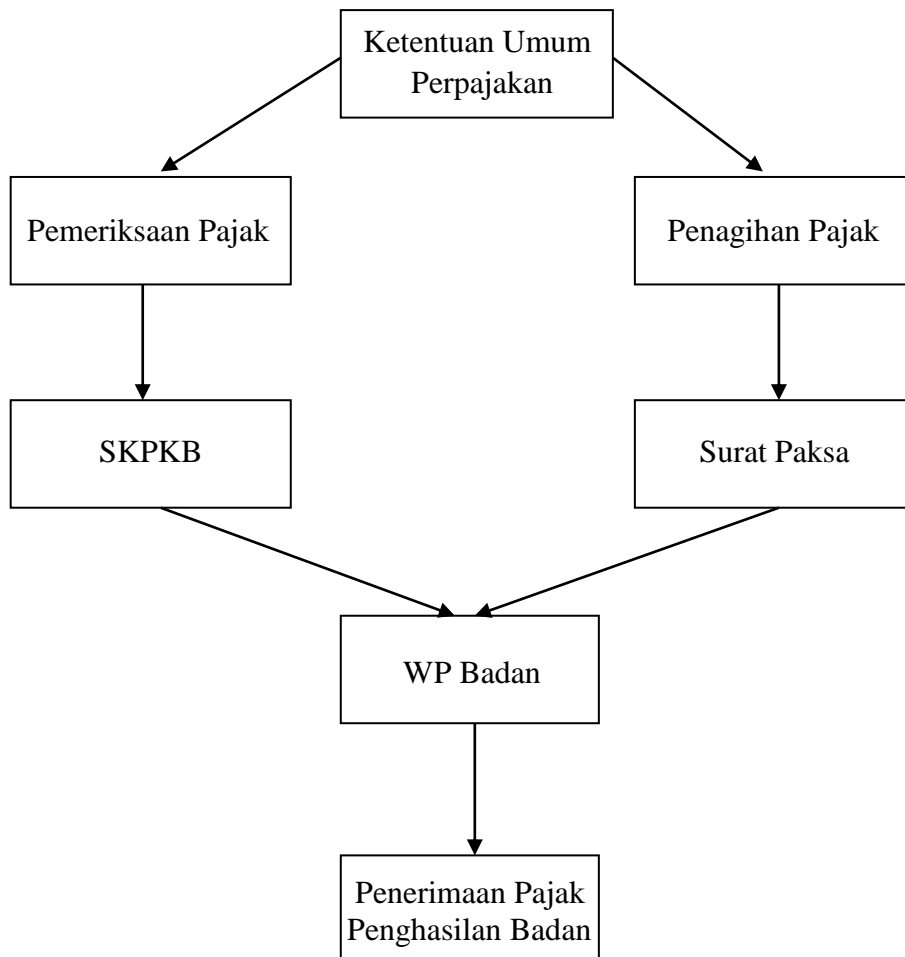 Ketentuan Umum
Perpajakan
Pemeriksaan Pajak
Penagihan Pajak
SKPKB
Surat Paksa
WP Badan
Penerimaan Pajak
Penghasilan Badan